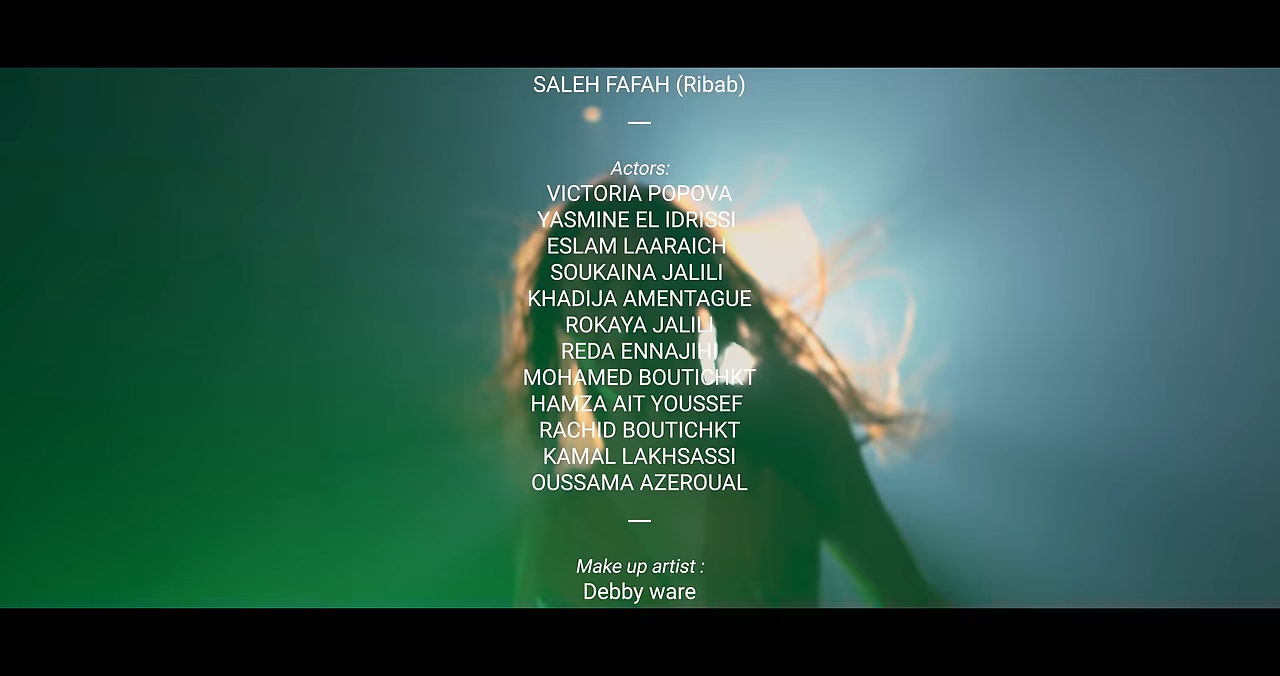 SALEH FAFAH (Ribab)
—
Actors:
VICTORIA POPOVA
YASMINE EL IDRISSI
ESLAM LAARAICH
SOUKAINA JALILI
KHADIJA AMENTAGUE
ROKAYA JALILI
REDA ENNAJIHI
MOHAMED BOUTICHKT
HAMZA AIT YOUSSEF
RACHID BOUTICHKT
KAMAL LAKHSASSI
OUSSAMA AZEROUAL
—
Make up artist :
Debby ware